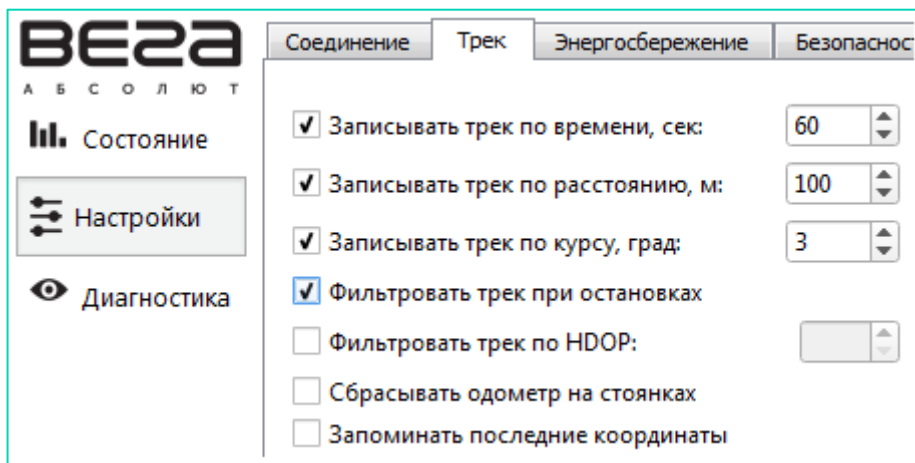 ВЕГА
АБСОЛЮТ
Состояние
Настройки
Диагностика
Соединение Трек Энергосбережение Безопаснос
Записывать трек по времени, сек: 60
Записывать трек по расстоянию, м: 100
Записывать трек по курсу, град: 3
Фильтровать трек при остановках
Фильтровать трек по HDOP:
Сбрасывать одометр на стоянках
Запоминать последние координаты